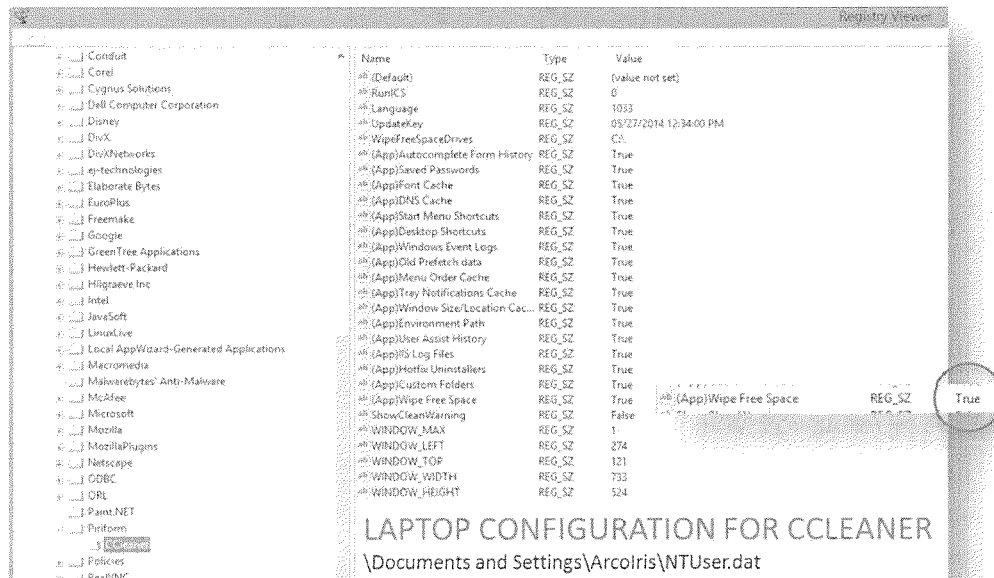 Registry Viewer
Conduit
Corel
Cygnus Solutions
Dell Computer Corporation
Disney
DivX
DivXNetworks
ej-technologies
Elaborate Bytes
EuroPlus
Freemake
Google
GreenTree Applications
Hewlett-Packard
Hilgraeve Inc
Intel
JavaSoft
LinuxLive
Local AppWizard-Generated Applications
Macromedia
Malwarebytes' Anti-Malware
McAfee
Microsoft
Mozilla
MozillaPlugins
Netscape
ODBC
ORL
Paint.NET
Piriform
CCleaner
Policies
RealVNC
Name Type Value
(Default) REG_SZ (value not set)
RunICS REG_SZ 0
Language REG_SZ 1033
UpdateKey REG_SZ 05/27/2014 12:34:00 PM
WipeFreeSpaceDrives REG_SZ C:\
(App)Autocomplete Form History REG_SZ True
(App)Saved Passwords REG_SZ True
(App)Font Cache REG_SZ True
(App)DNS Cache REG_SZ True
(App)Start Menu Shortcuts REG_SZ True
(App)Desktop Shortcuts REG_SZ True
(App)Windows Event Logs REG_SZ True
(App)Old Prefetch data REG_SZ True
(App)Menu Order Cache REG_SZ True
(App)Tray Notifications Cache REG_SZ True
(App)Window Size/Location Cac... REG_SZ True
(App)Environment Path REG_SZ True
(App)User Assist History REG_SZ True
(App)IIS Log Files REG_SZ True
(App)Hotfix Uninstallers REG_SZ True
(App)Custom Folders REG_SZ True
(App)Wipe Free Space REG_SZ True
ShowCleanWarning REG_SZ False
WINDOW_MAX REG_SZ 1-
WINDOW_LEFT REG_SZ 274
WINDOW_TOP REG_SZ 121
WINDOW_WIDTH REG_SZ 733
WINDOW_HEIGHT REG_SZ 524
(App)Wipe Free Space REG_SZ True
LAPTOP CONFIGURATION FOR CCLEANER
\Documents and Settings\ArcoIris\NTUser.dat